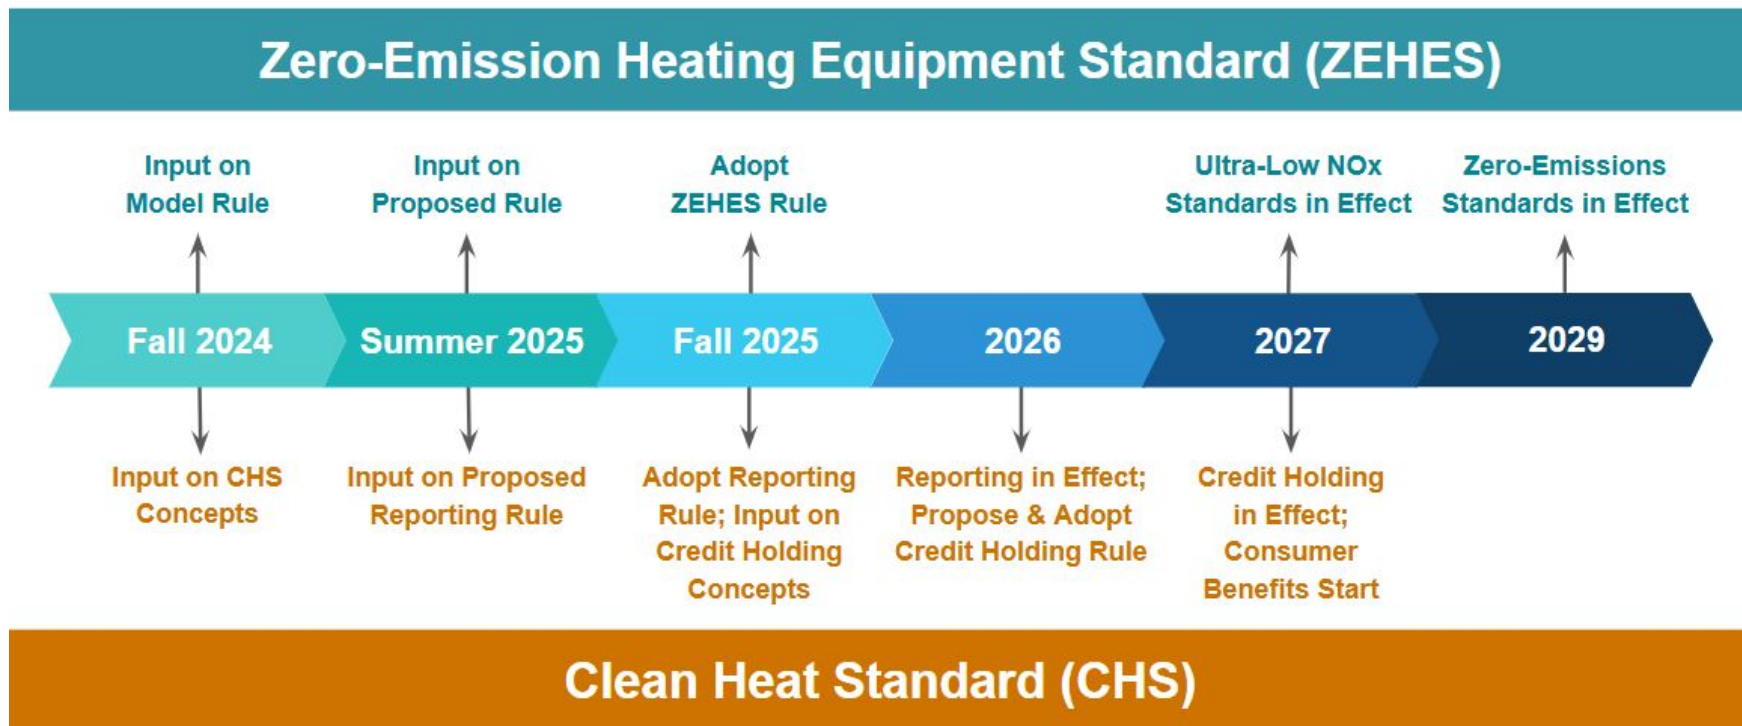 Zero-Emission Heating Equipment Standard (ZEHES)
Input on
Model Rule
Input on
Proposed Rule
Adopt
ZEHES Rule
Ultra-Low NOx
Standards in Effect
Zero-Emissions
Standards in Effect
Fall 2024
Summer 2025
Fall 2025
2026
2027
2029
Input on CHS
Concepts
Input on Proposed
Reporting Rule
Adopt Reporting
Rule; Input on
Credit Holding
Concepts
Reporting in Effect;
Propose & Adopt
Credit Holding Rule
Credit Holding
in Effect;
Consumer
Benefits Start
Clean Heat Standard (CHS)